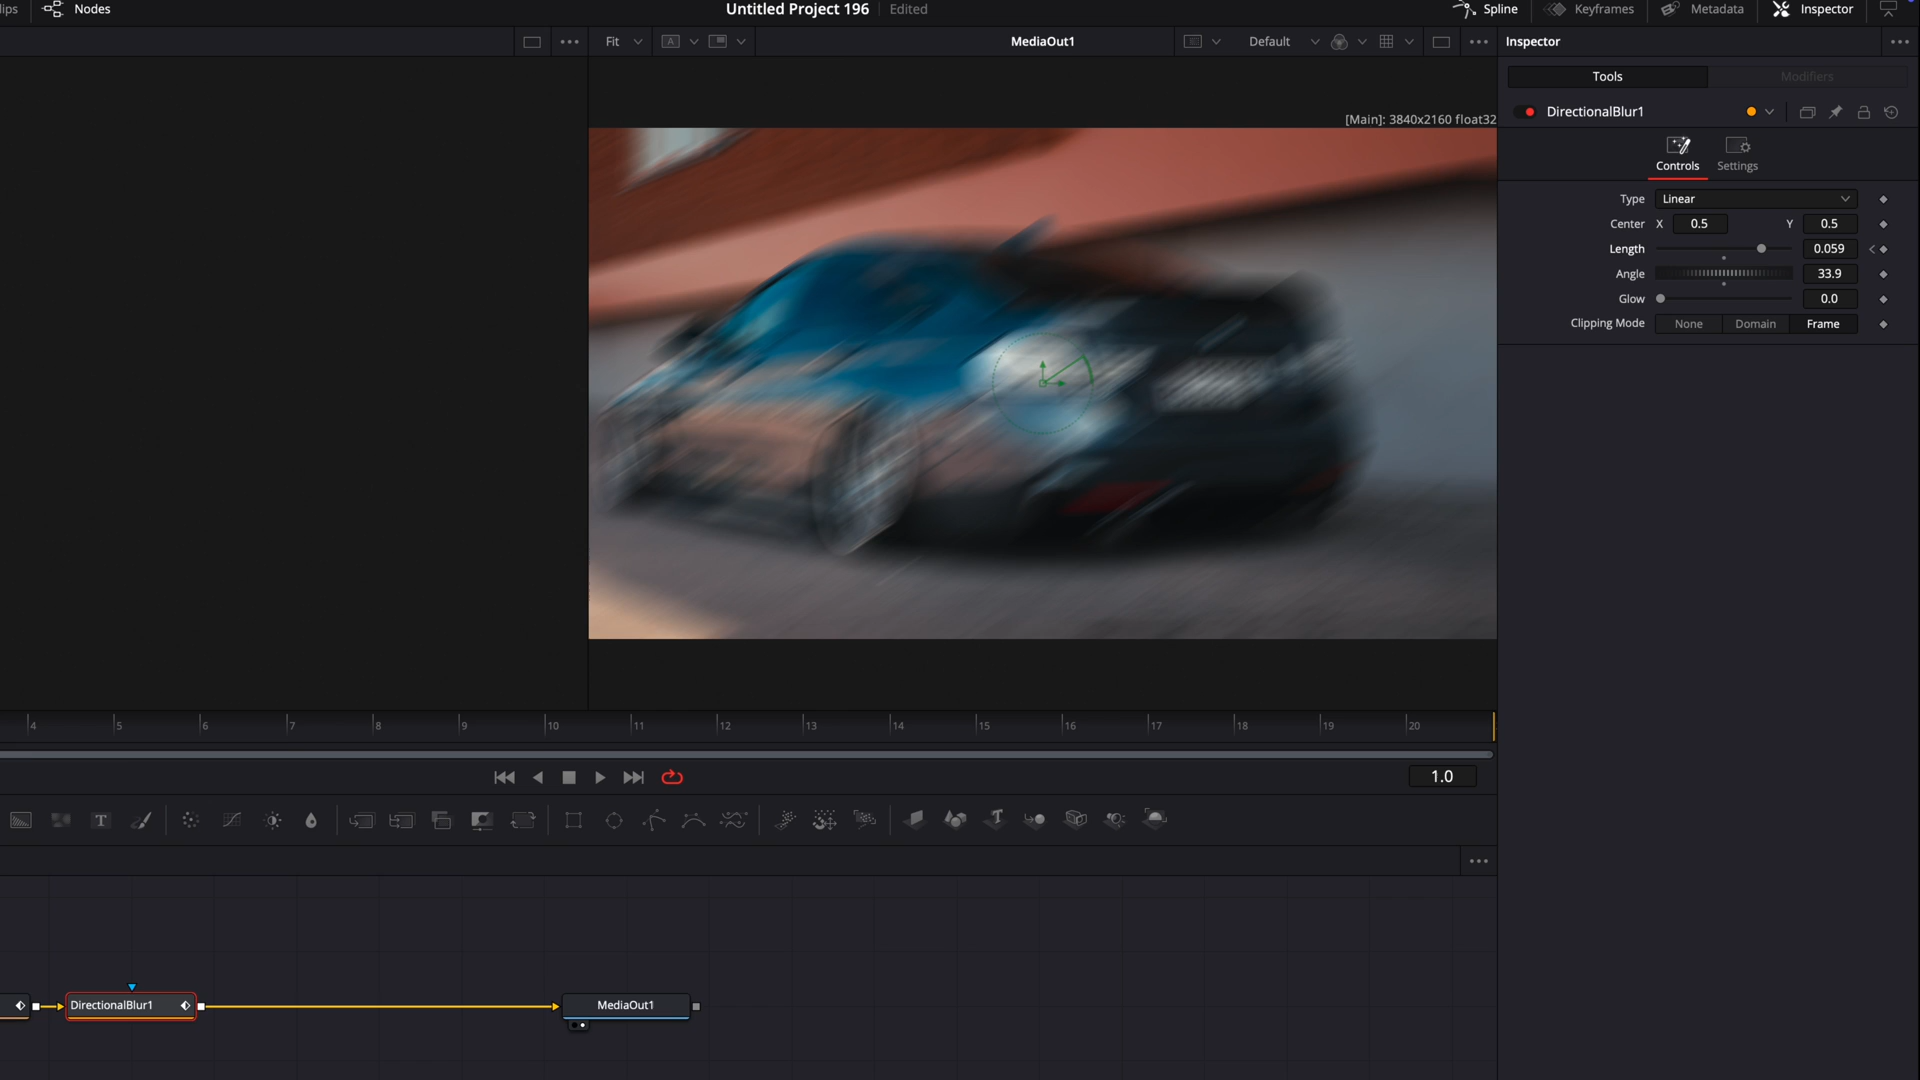 lips
Nodes
Untitled Project 196
Edited
Spline
Keyframes
Metadata
Inspector
Fit
A
MediaOut1
Default
Inspector
Tools
Modifiers
[Main]: 3840x2160 float32
DirectionalBlur1
Controls
Settings
Type Linear
Center X 0.5 Y 0.5
Length 0.059
Angle 33.9
Glow 0.0
Clipping Mode None Domain Frame
4 5 6 7 8 9 10 11 12 13 14 15 16 17 18 19 20
1.0
T
T
DirectionalBlur1
MediaOut1